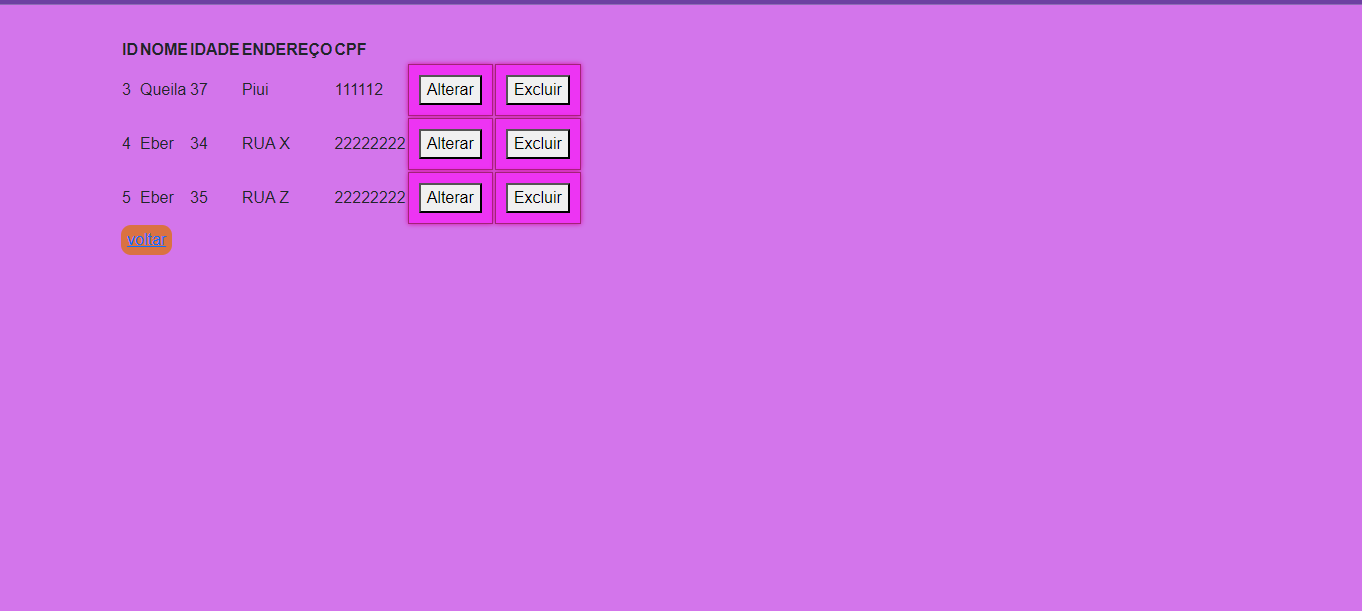 ID NOME IDADE ENDEREÇO CPF
3 Queila 37 Piui 111112 Alterar Excluir
4 Eber 34 RUA X 22222222 Alterar Excluir
5 Eber 35 RUA Z 22222222 Alterar Excluir
voltar